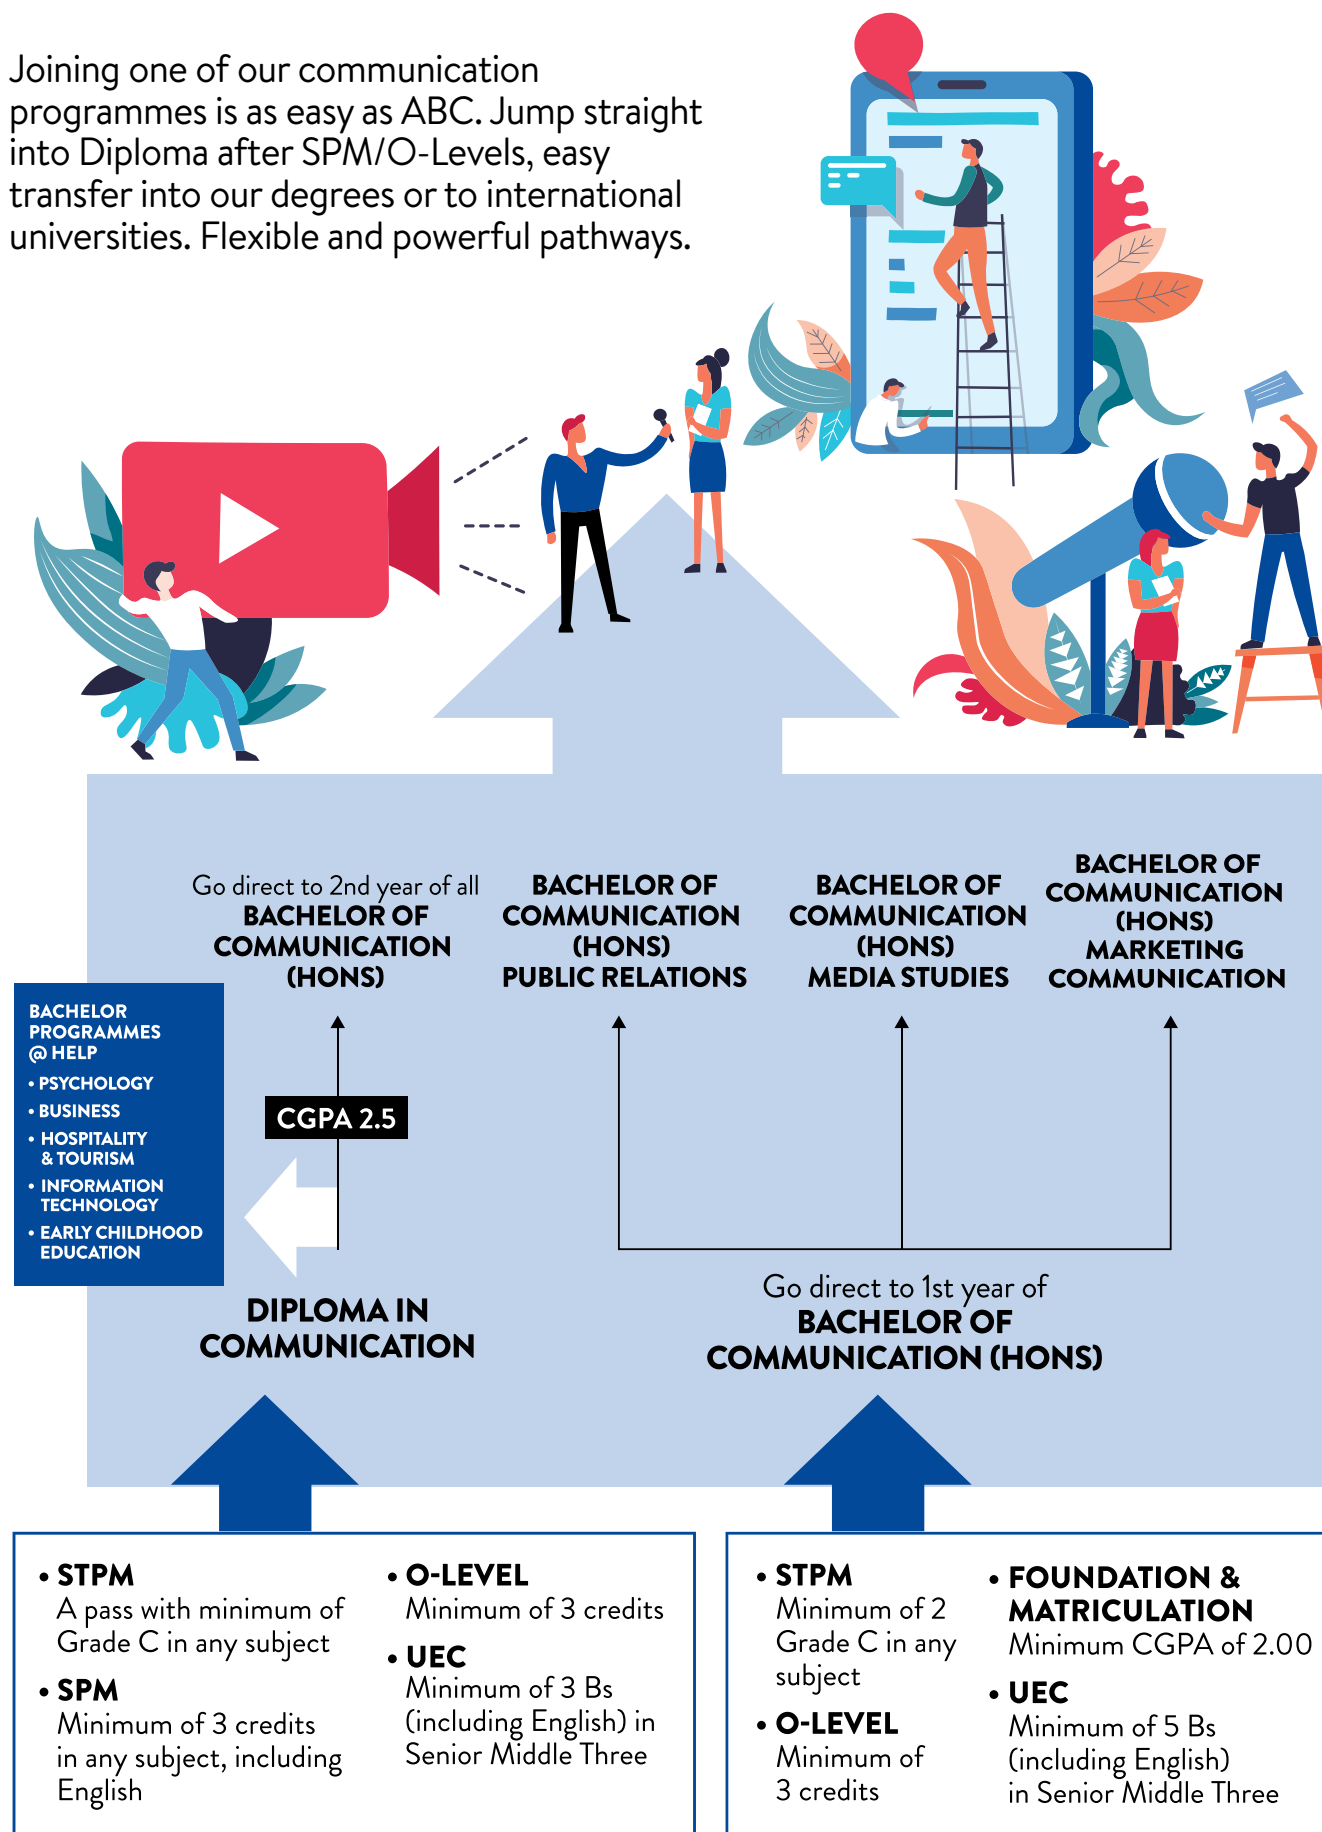 Joining one of our communication
programmes is as easy as ABC. Jump straight
into Diploma after SPM/O-Levels, easy
transfer into our degrees or to international
universities. Flexible and powerful pathways.
Go direct to 2nd year of all
BACHELOR OF
COMMUNICATION
(HONS)
BACHELOR OF
COMMUNICATION
(HONS)
PUBLIC RELATIONS
BACHELOR OF
COMMUNICATION
(HONS)
MEDIA STUDIES
BACHELOR OF
COMMUNICATION
(HONS)
MARKETING
COMMUNICATION
BACHELOR
PROGRAMMES
@ HELP
• PSYCHOLOGY
• BUSINESS
• HOSPITALITY
& TOURISM
• INFORMATION
TECHNOLOGY
• EARLY CHILDHOOD
EDUCATION
CGPA 2.5
DIPLOMA IN
COMMUNICATION
Go direct to 1st year of
BACHELOR OF
COMMUNICATION (HONS)
• STPM
A pass with minimum of
Grade C in any subject
• SPM
Minimum of 3 credits
in any subject, including
English
• O-LEVEL
Minimum of 3 credits
• UEC
Minimum of 3 Bs
(including English) in
Senior Middle Three
• STPM
Minimum of 2
Grade C in any
subject
• O-LEVEL
Minimum of
3 credits
• FOUNDATION &
MATRICULATION
Minimum CGPA of 2.00
• UEC
Minimum of 5 Bs
(including English)
in Senior Middle Three